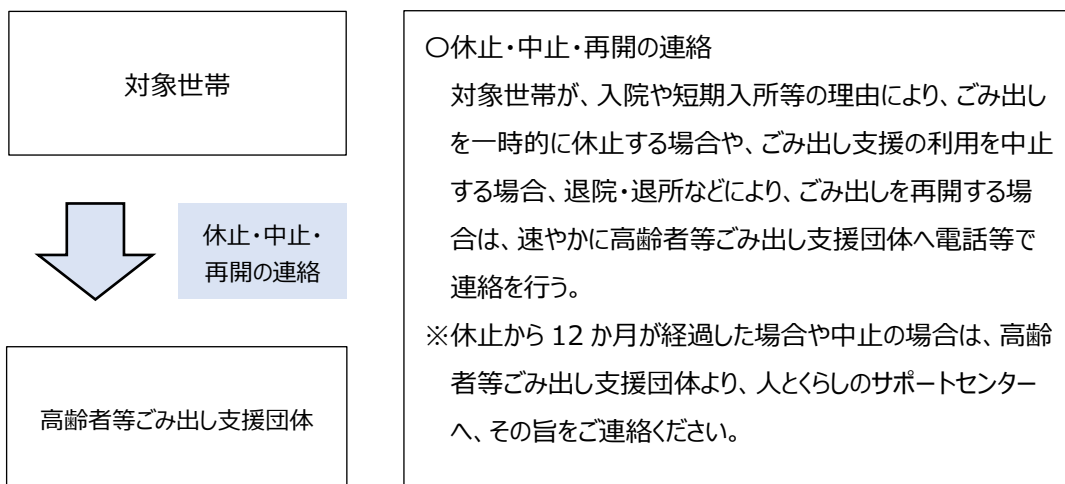 対象世帯
休止・中止・
再開の連絡
高齢者等ごみ出し支援団体
〇休止・中止・再開の連絡
対象世帯が、入院や短期入所等の理由により、ごみ出し
を一時的に休止する場合や、ごみ出し支援の利用を中止
する場合、退院・退所などにより、ごみ出しを再開する場
合は、速やかに高齢者等ごみ出し支援団体へ電話等で
連絡を行う。
※休止から 12 か月が経過した場合や中止の場合は、高齢
者等ごみ出し支援団体より、人とくらしのサポートセンター
へ、その旨をご連絡ください。